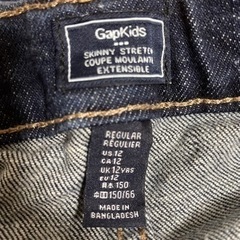 GapKids
SKINNY STRETCH
COUPE MOULANTE
EXTENSIBLE
REGULAR
RÉGULIER
US 12
CA 12
UK 12YRS
EU 12
150
150/66
MADE IN
BANGLADESH